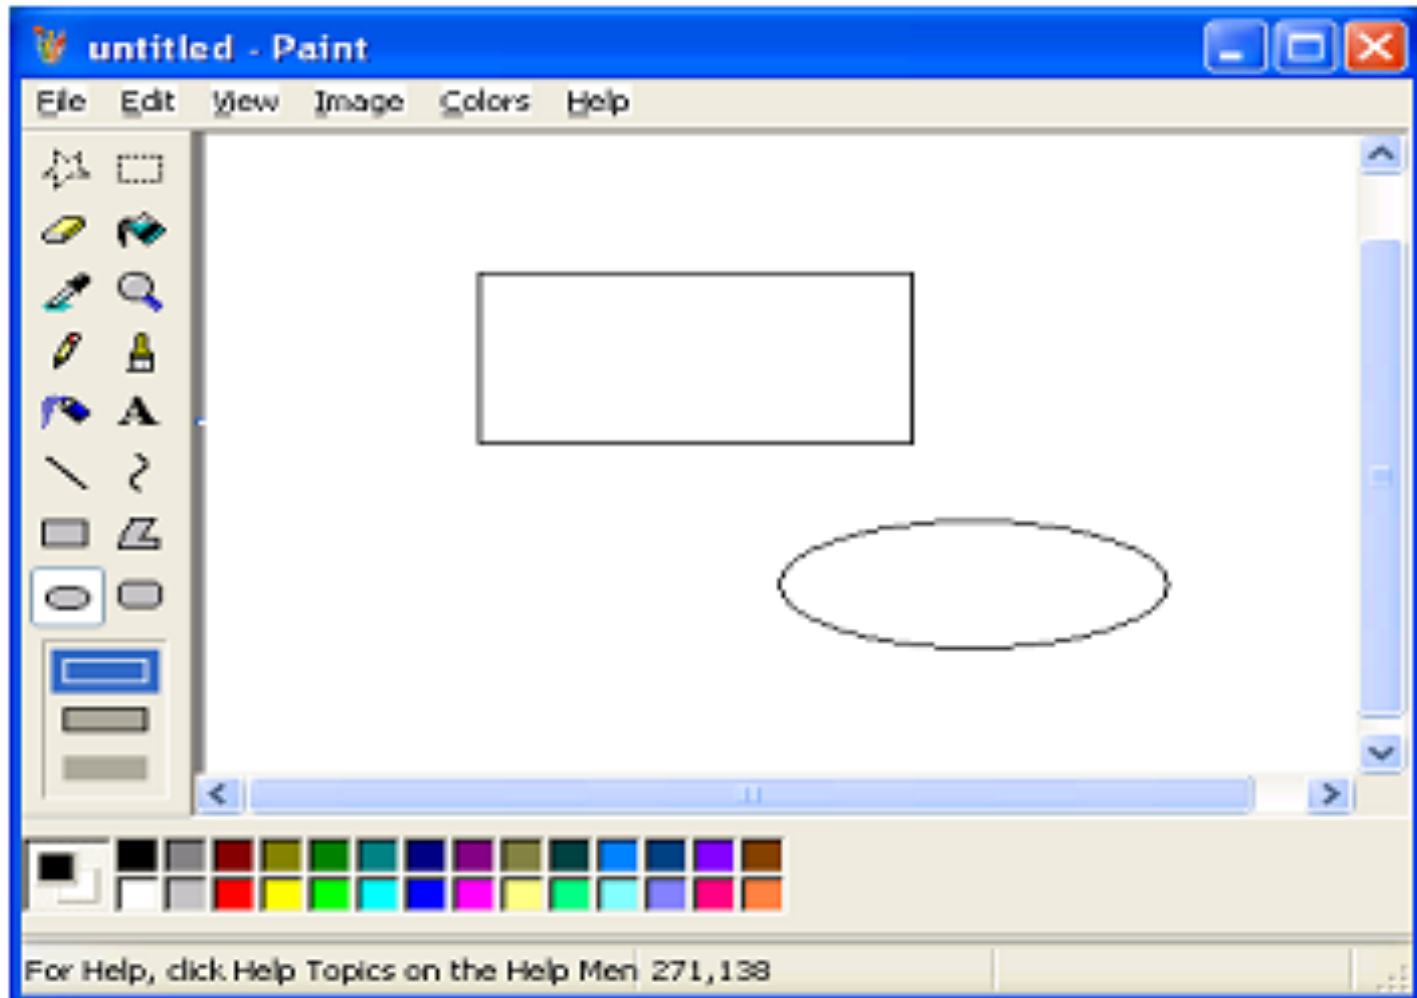 untitled - Paint
File Edit View Image Colors Help
A
For Help, click Help Topics on the Help Men 271,138